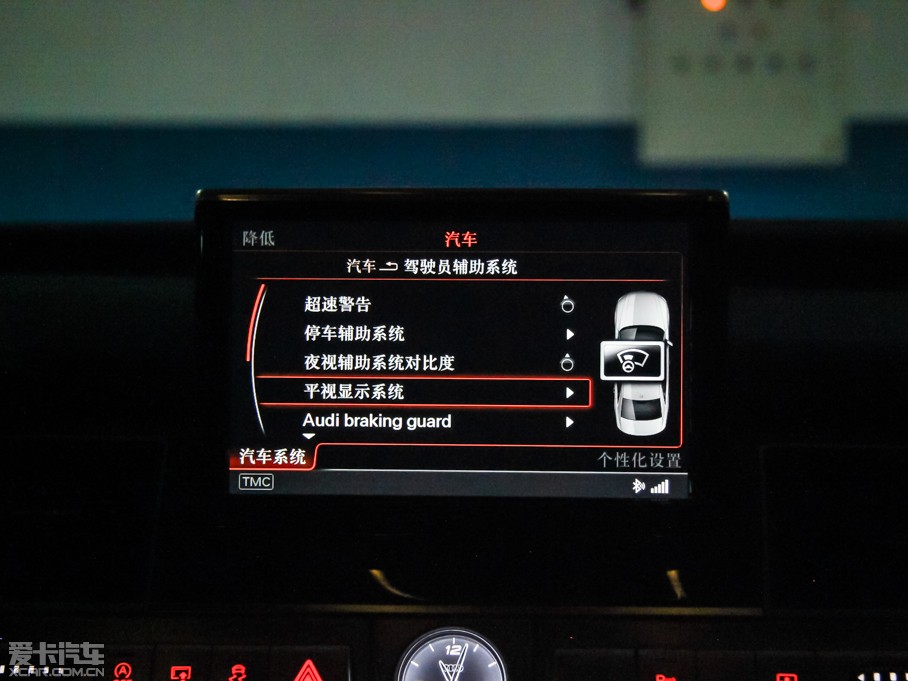 降低
汽车
汽车 驾驶员辅助系统
超速警告
停车辅助系统
夜视辅助系统对比度
平视显示系统
Audi braking guard
汽车系统
个性化设置
TMC
12
爱卡汽车
XCAR.COM.CN